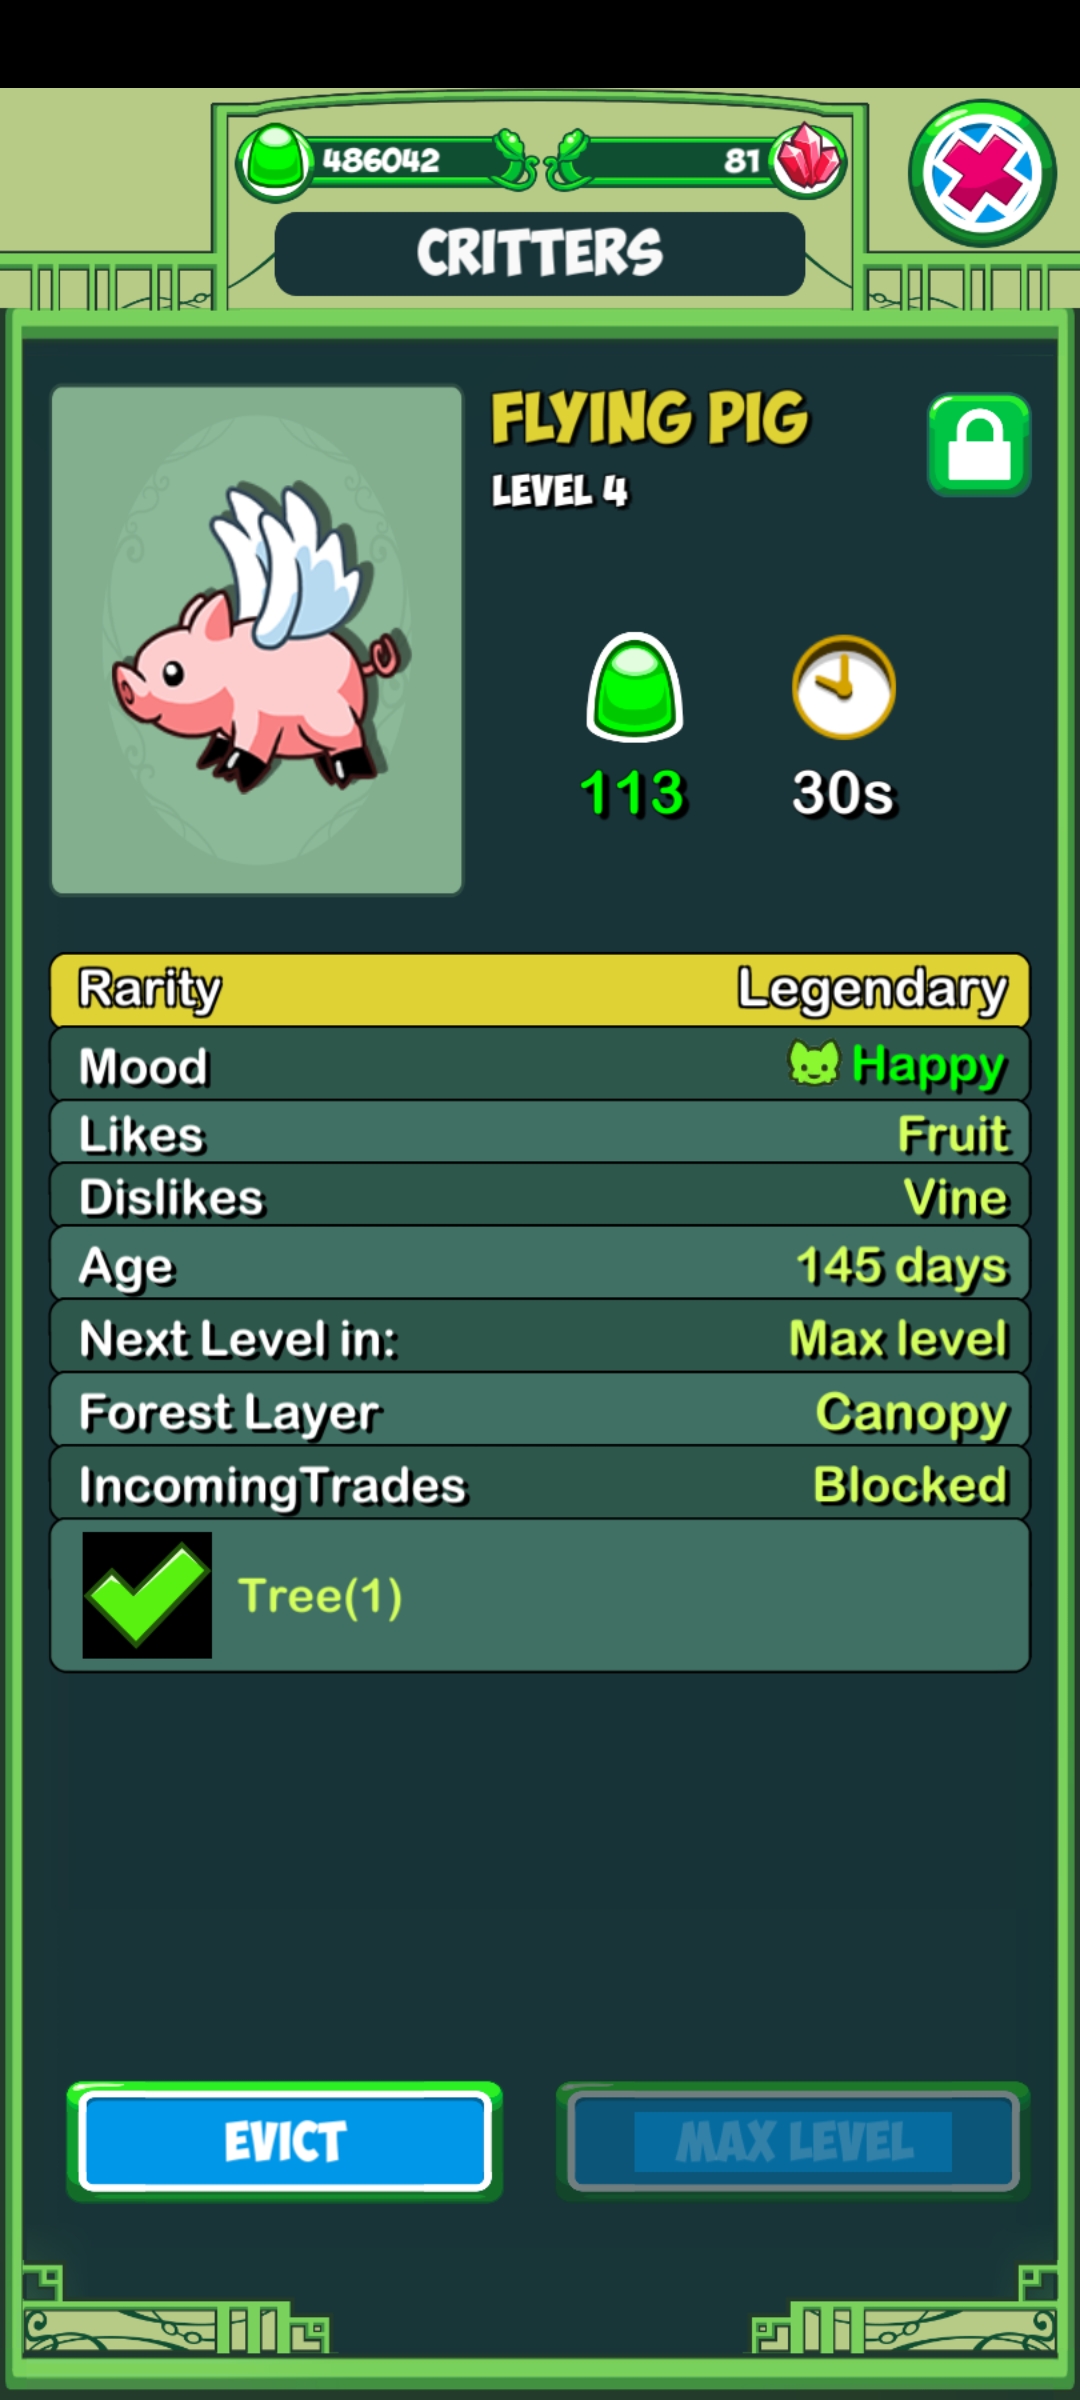 486042 81
CRITTERS
FLYING PIG
LEVEL 4
113 30s
Rarity Legendary
Mood Happy
Likes Fruit
Dislikes Vine
Age 145 days
Next Level in: Max level
Forest Layer Canopy
IncomingTrades Blocked
Tree(1)
EVICT MAX LEVEL